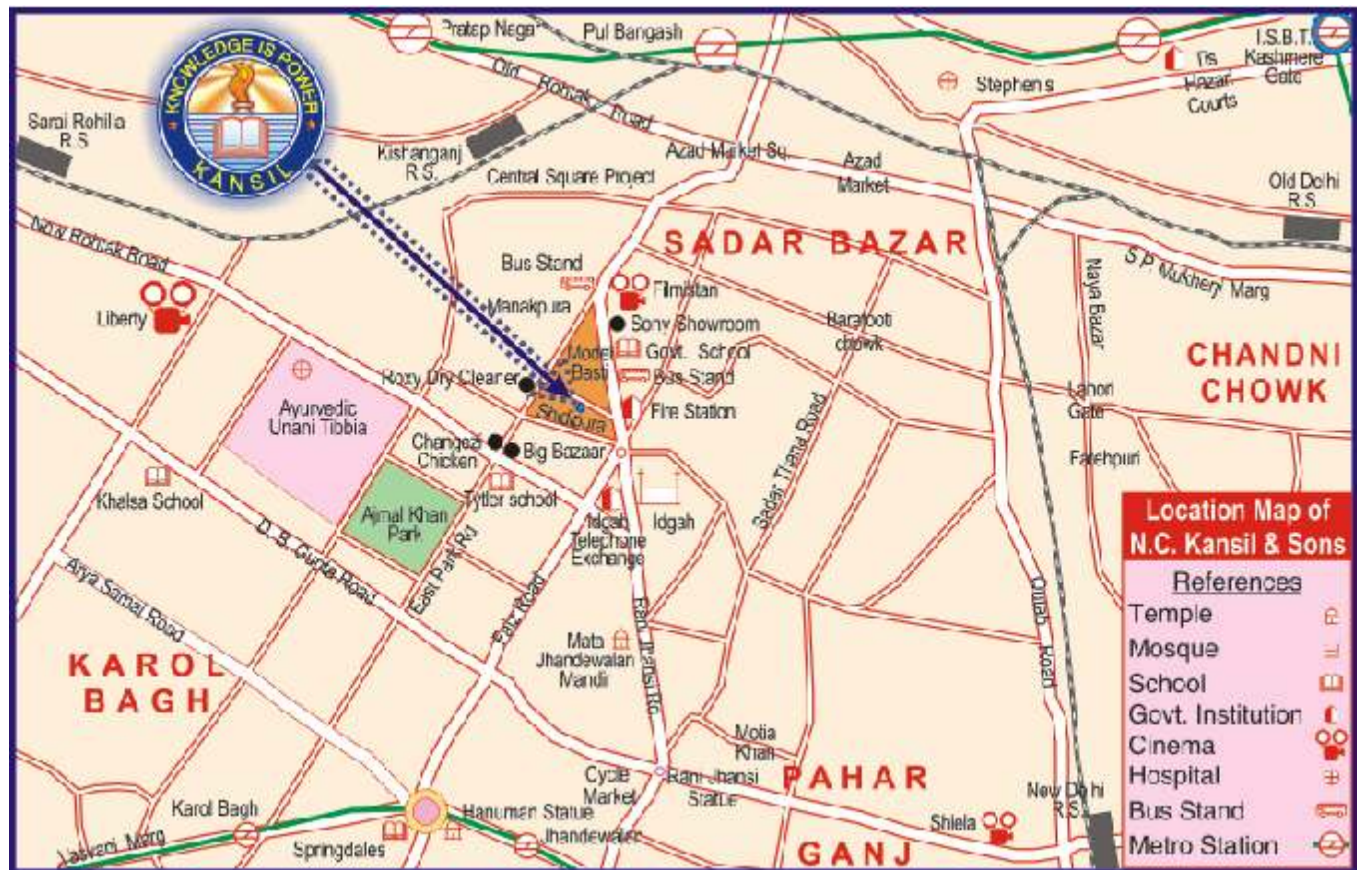 Pratap Nagar
Pul Bangash
I.S.B.T.
Kashmere
Gate
Tis
Hazari
Courts
Stephen's
KNOWLEDGE IS POWER
KANSIL
Old Rohtak Road
Sarai Rohilla
R.S
Kishanganj
R.S.
Azad Market Sq.
Azad
Market
Central Square Project
Old Delhi
R.S
New Rohtak Road
SADAR BAZAR
S.P. Mukherji Marg
Naya Bazar
Bus Stand
Filmistan
Manakpura
Liberty
Sony Showroom
Model
Basti
Govt. School
Bus Stand
Roxy Dry Cleaner
Shidipura
Fire Station
CHANDNI
CHOWK
Lahori
Gate
Ayurvedic
Unani Tibbia
Changezi
Chicken
Big Bazaar
Sadar Thana Road
Fatehpuri
Khalsa School
Tytler school
Ajmal Khan
Park
Idgah
Telephone
Exchange
Idgah
D. B. Gupta Road
East Park Rd
Faiz Road
Rani Jhansi Rd.
Qutab Road
Arya Samaj Road
KAROL
BAGH
Mata
Jhandewalan
Mandir
Motia
Khan
Cycle
Market
Rani Jhansi
Statue
PAHAR
GANJ
New Delhi
R.S.
Sheila
Karol Bagh
Hanuman Statue
Jhandewalan
Springdales
Location Map of
N.C. Kansil & Sons
References
Temple
Mosque
School
Govt. Institution
Cinema
Hospital
Bus Stand
Metro Station